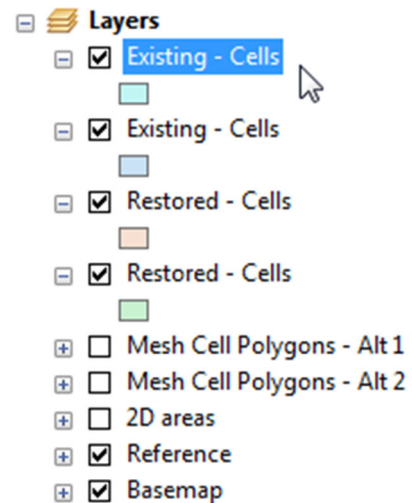 Layers
Existing - Cells
Existing - Cells
Restored - Cells
Restored - Cells
Mesh Cell Polygons - Alt 1
Mesh Cell Polygons - Alt 2
2D areas
Reference
Basemap